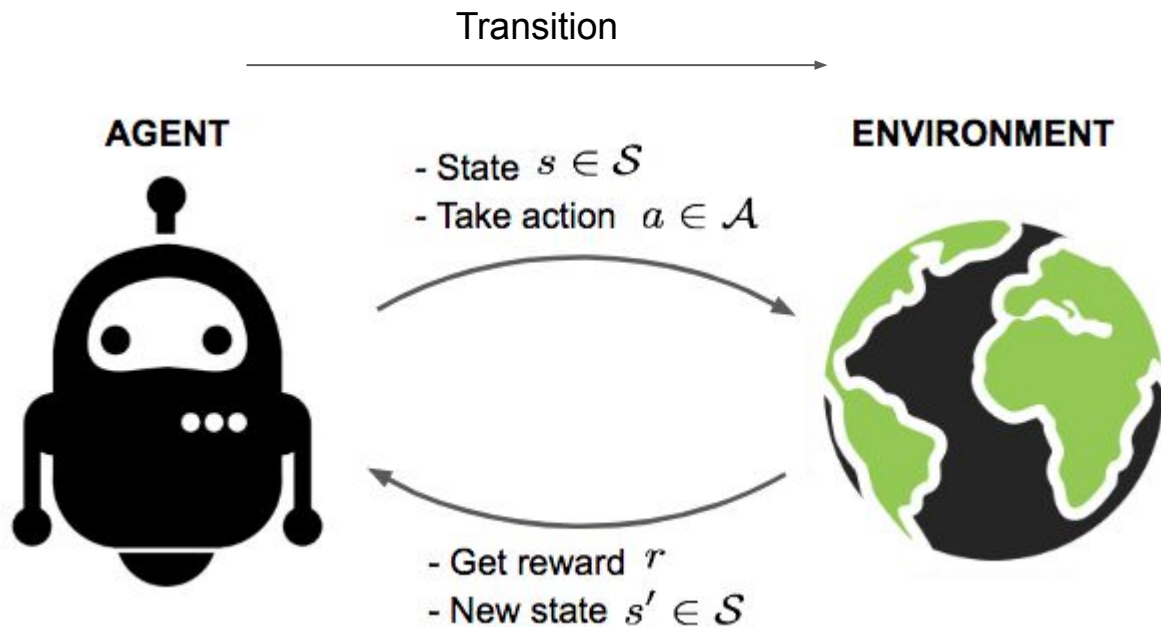 Transition
AGENT
ENVIRONMENT
- State s ∈ 𝒮
- Take action a ∈ 𝒜
- Get reward r
- New state s′ ∈ 𝒮